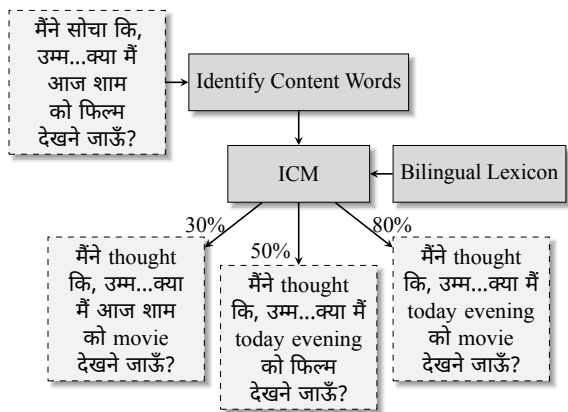 मैंने सोचा कि,
उम्म...क्या मैं
आज शाम
को फिल्म
देखने जाऊँ?
Identify Content Words
ICM
Bilingual Lexicon
30%
50%
80%
मैंने thought
कि, उम्म...क्या
मैं आज शाम
को movie
देखने जाऊँ?
मैंने thought
कि, उम्म...क्या मैं
today evening
को फिल्म
देखने जाऊँ?
मैंने thought
कि, उम्म...क्या मैं
today evening
को movie
देखने जाऊँ?